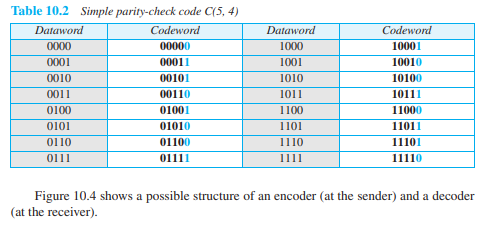 Table 10.2 Simple parity-check code C(5, 4)
Dataword Codeword Dataword Codeword
0000 00000 1000 10001
0001 00011 1001 10010
0010 00101 1010 10100
0011 00110 1011 10111
0100 01001 1100 11000
0101 01010 1101 11011
0110 01100 1110 11101
0111 01111 1111 11110
Figure 10.4 shows a possible structure of an encoder (at the sender) and a decoder
(at the receiver).